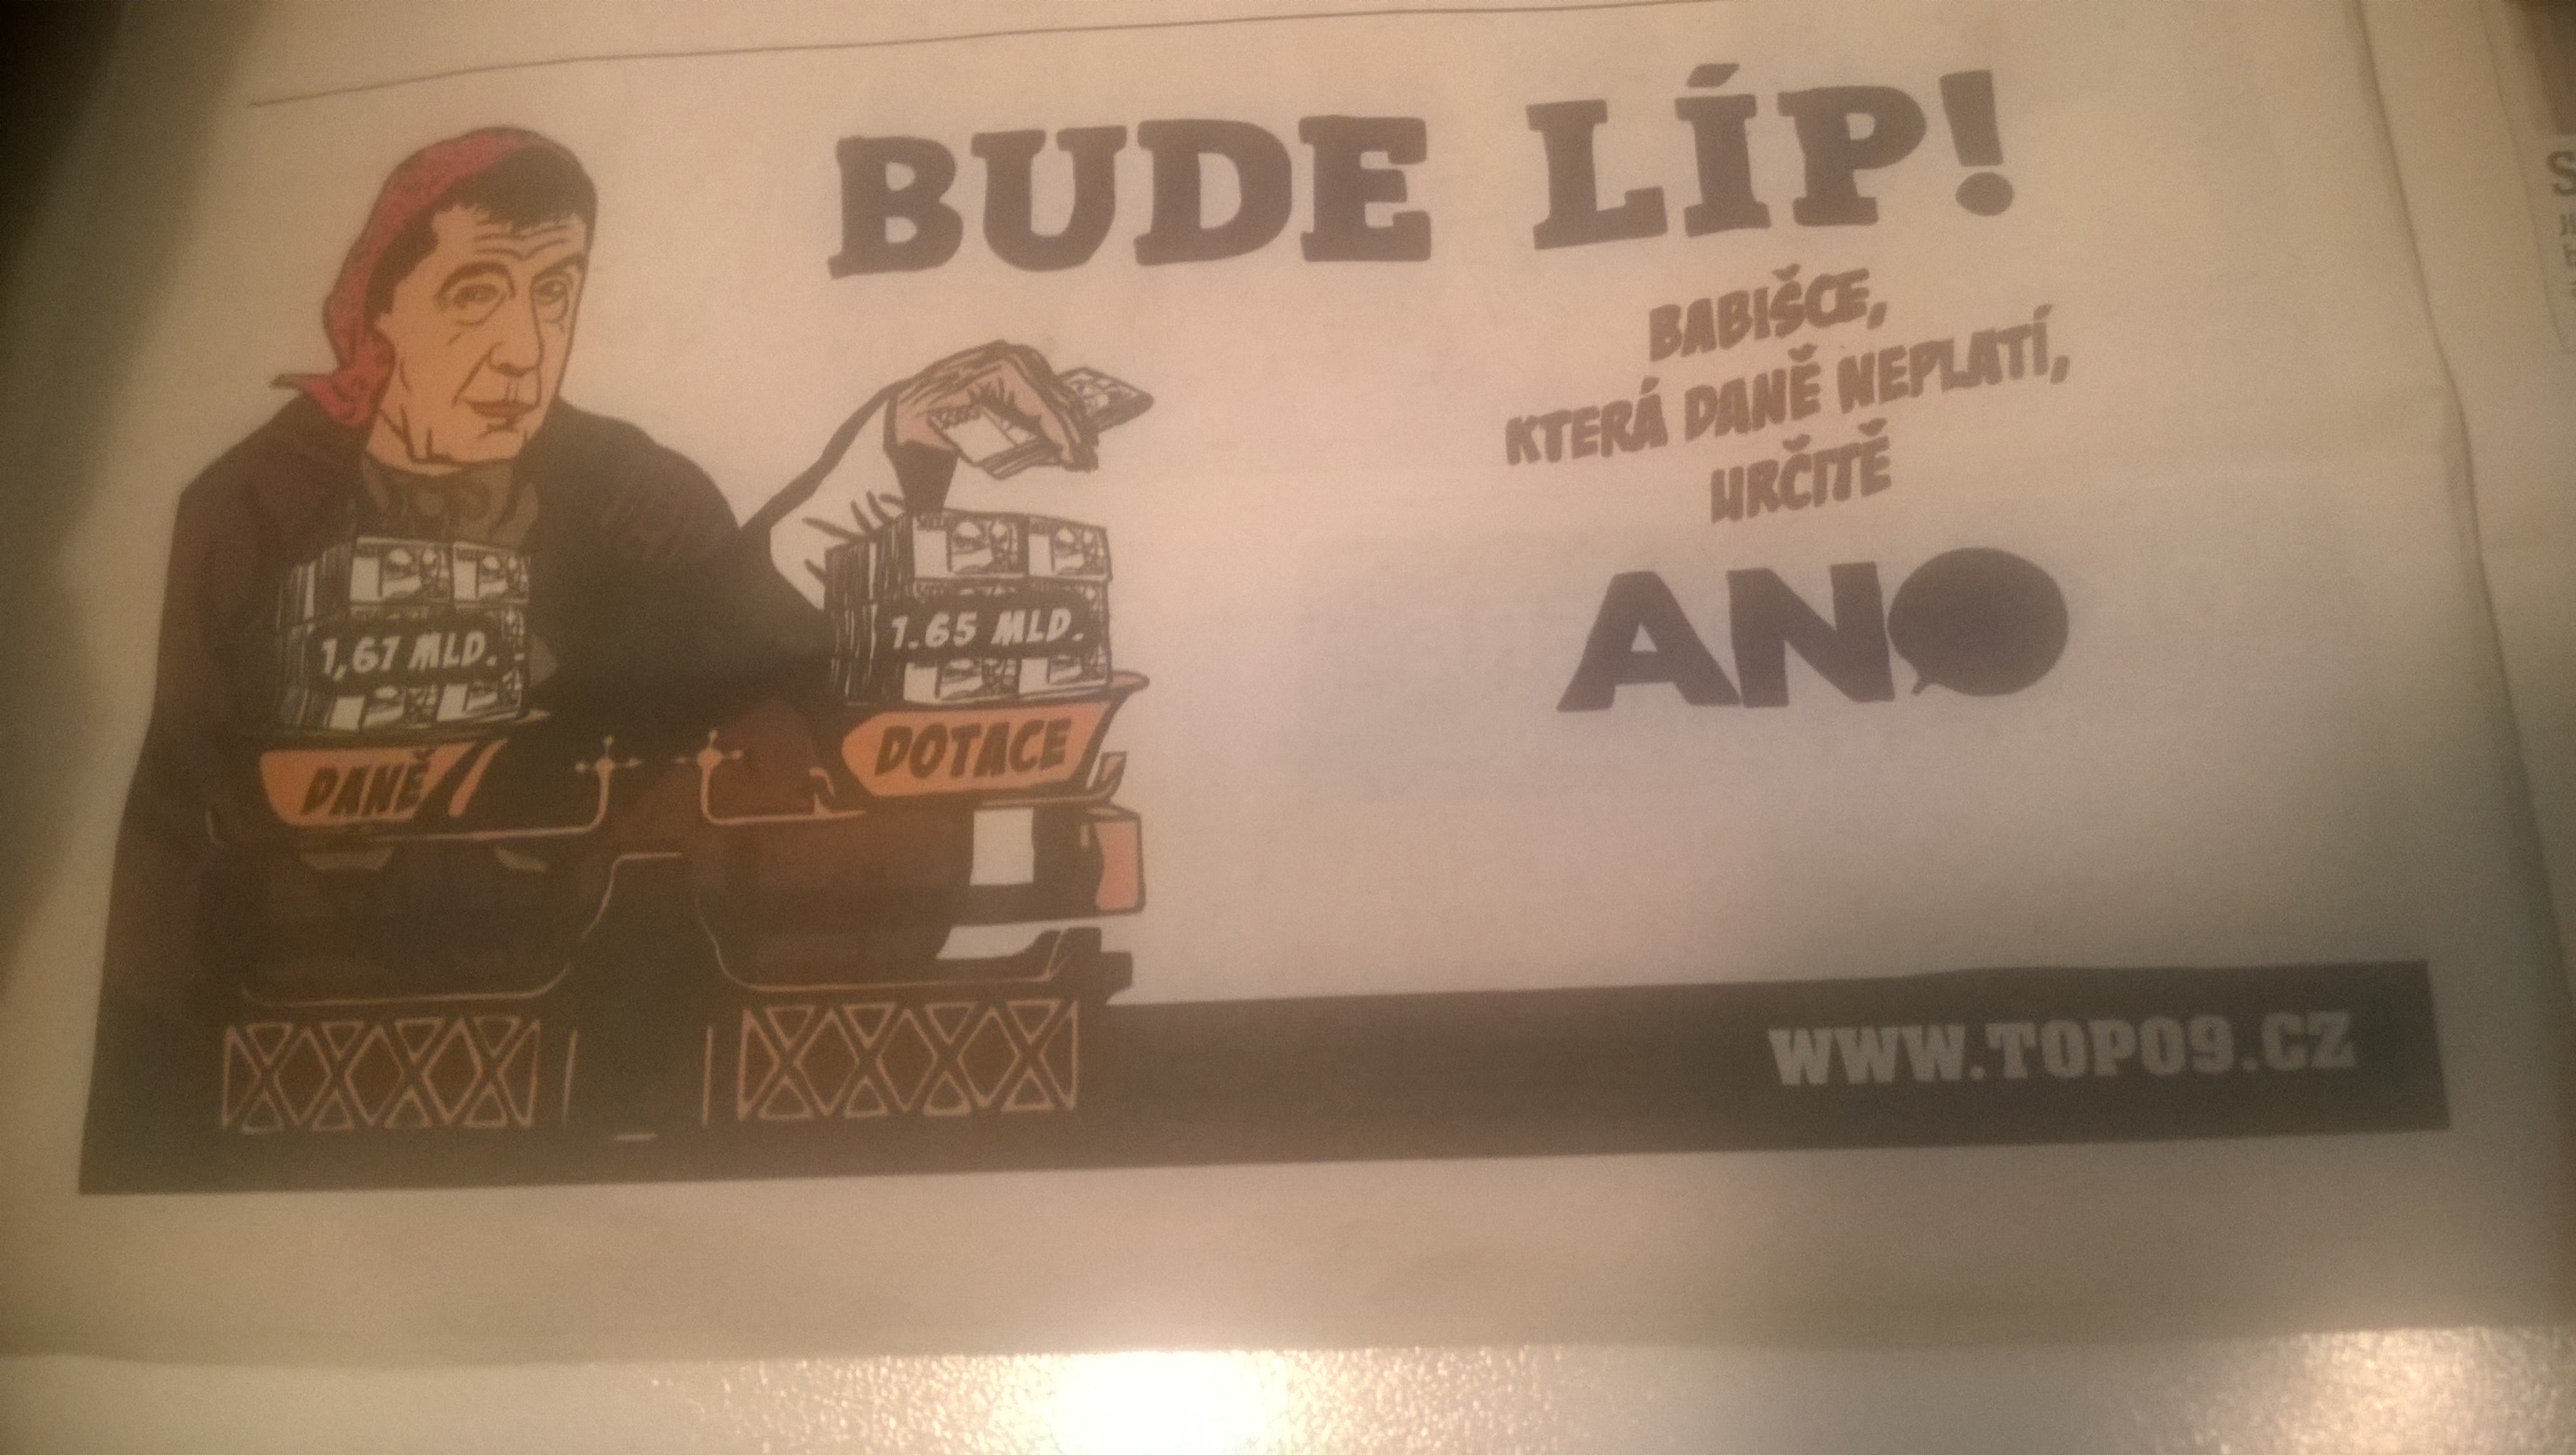 BUDE LÍP!
BABIŠCE,
KTERÁ DANĚ NEPLATÍ,
URČITĚ
ANO
1,67 MLD.
1.65 MLD.
DANĚ
DOTACE
WWW.TOP09.CZ